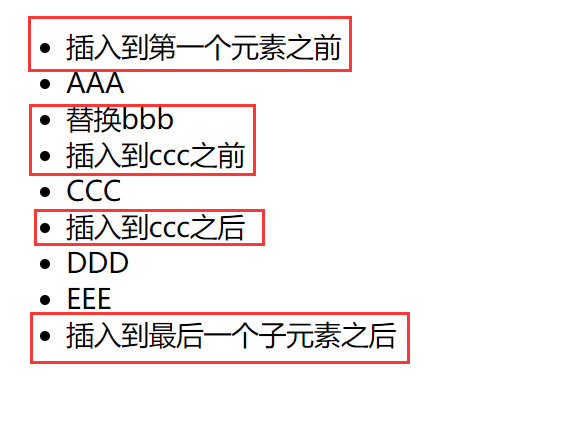 插入到第一个元素之前
AAA
替换bbb
插入到ccc之前
CCC
插入到ccc之后
DDD
EEE
插入到最后一个子元素之后